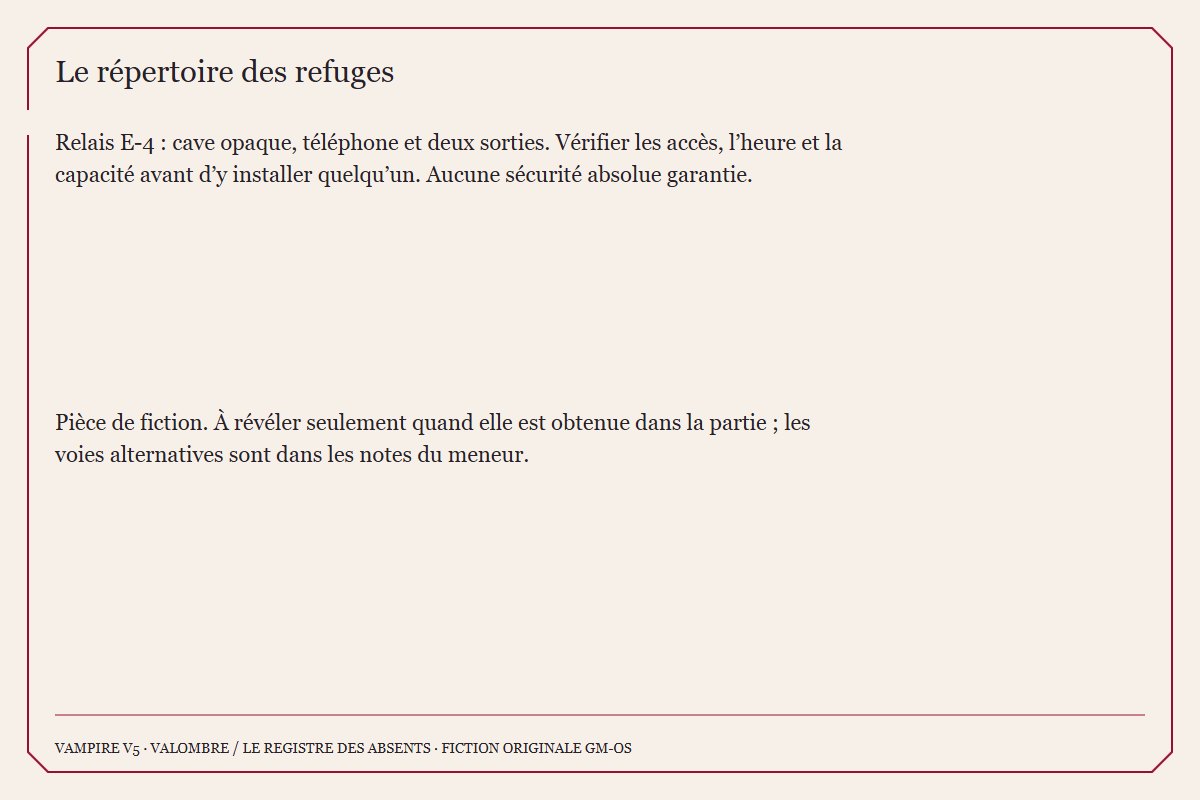 Le répertoire des refuges
Relais E-4 : cave opaque, téléphone et deux sorties. Vérifier les accès, l’heure et la
capacité avant d’y installer quelqu’un. Aucune sécurité absolue garantie.
Pièce de fiction. À révéler seulement quand elle est obtenue dans la partie ; les
voies alternatives sont dans les notes du meneur.
VAMPIRE V5 · VALOMBRE / LE REGISTRE DES ABSENTS · FICTION ORIGINALE GM-OS